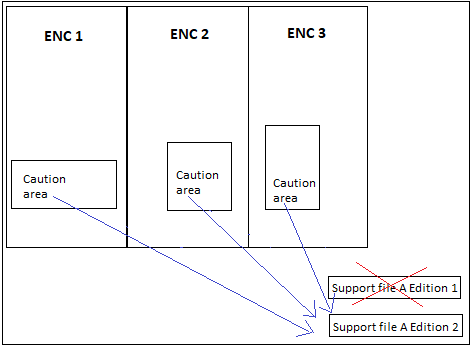 ENC 1
ENC 2
ENC 3
Caution
area
Caution
area
Caution
area
Support file A Edition 1
Support file A Edition 2